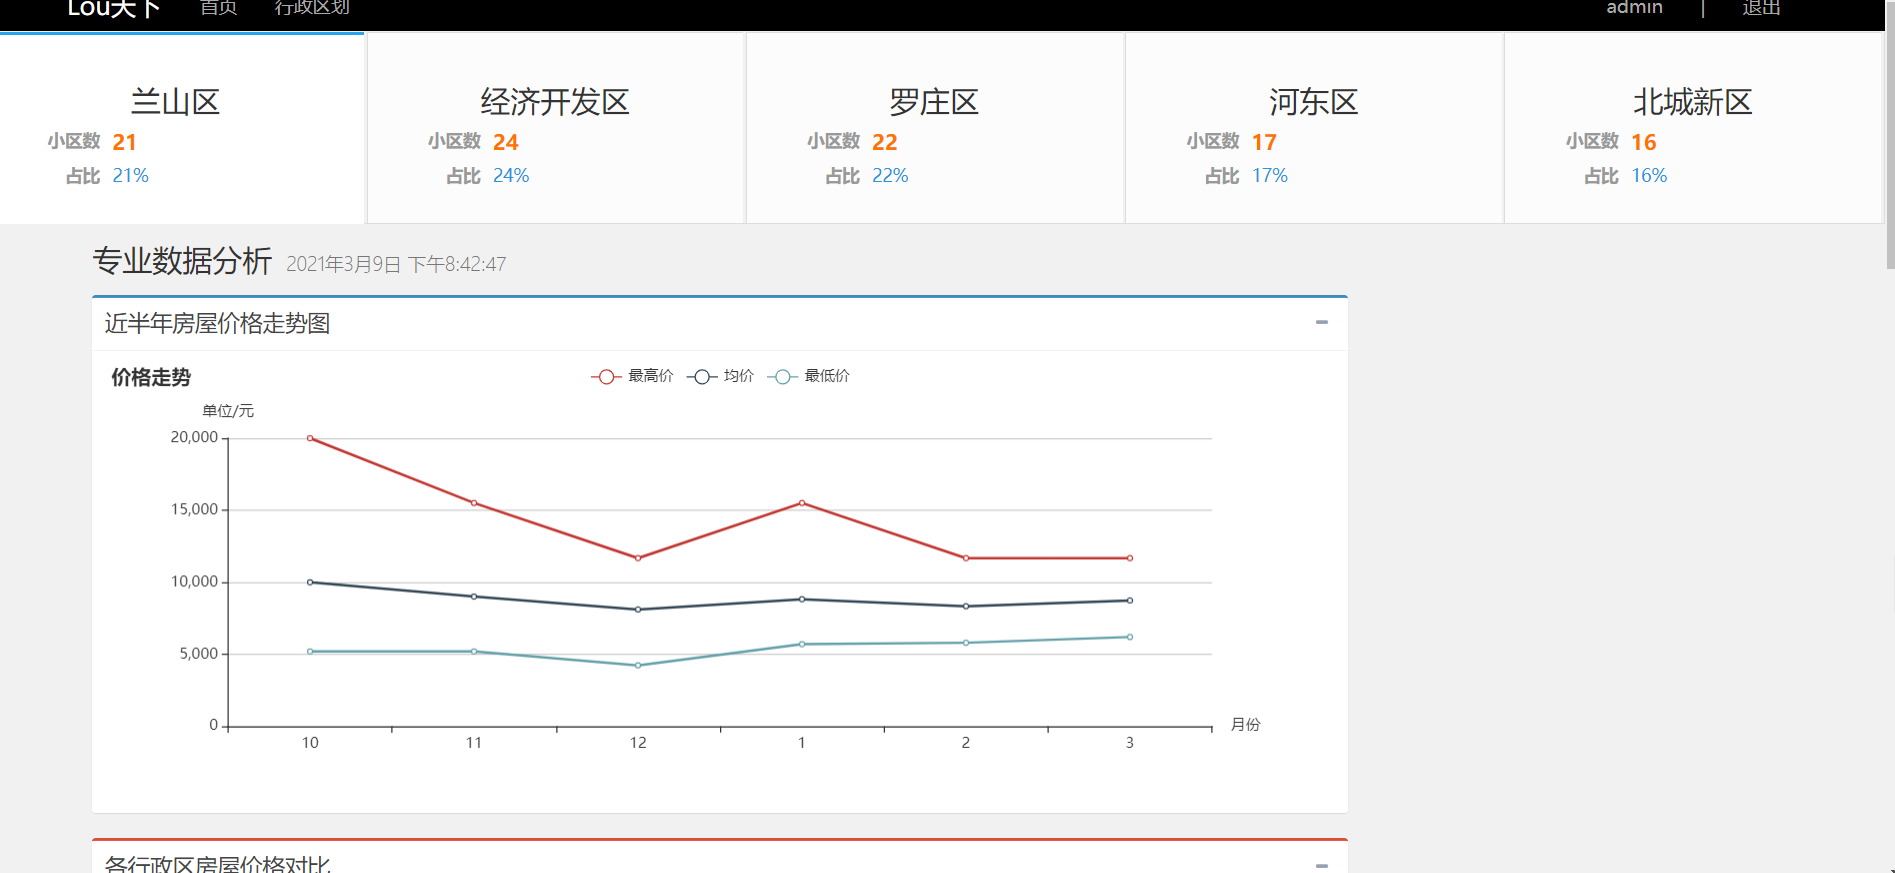 Lou天下 首页 行政区划 admin | 退出
兰山区
小区数 21
占比 21%
经济开发区
小区数 24
占比 24%
罗庄区
小区数 22
占比 22%
河东区
小区数 17
占比 17%
北城新区
小区数 16
占比 16%
专业数据分析 2021年3月9日 下午8:42:47
近半年房屋价格走势图
价格走势
最高价 均价 最低价
单位/元
20,000
15,000
10,000
5,000
0
10 11 12 1 2 3
月份
各行政区房屋价格对比